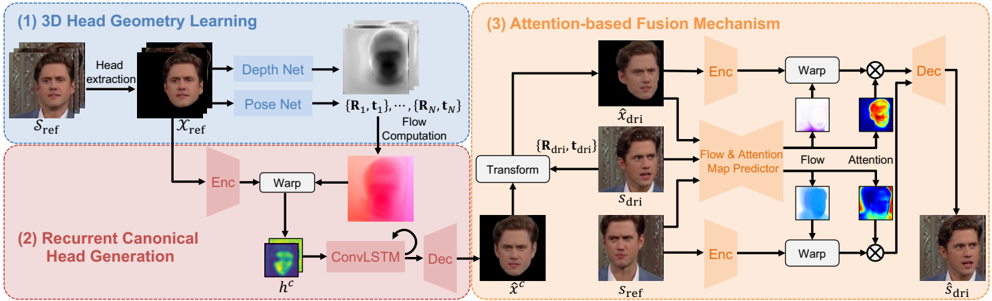 (1) 3D Head Geometry Learning
Head
extraction
Depth Net
Pose Net
𝒮ref
𝒳ref
{R₁, t₁}, ⋯, {R_N, t_N}
Flow
Computation
Enc
Warp
(2) Recurrent Canonical
Head Generation
hᶜ
ConvLSTM
Dec
x̂ᶜ
(3) Attention-based Fusion Mechanism
Enc
Warp
Dec
x̂dri
{Rdri, tdri}
Transform
Flow & Attention
Map Predictor
Flow
Attention
sdri
Enc
Warp
sref
ŝdri